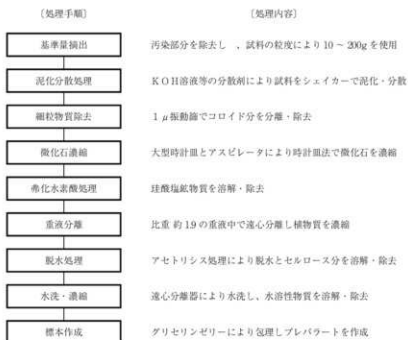 〔処理手順〕 〔処理内容〕
基準量摘出 汚染部分を除去し 、試料の粒度により 10 ~ 200g を使用
泥化分散処理 KOH溶液等の分散剤により試料をシェイカーで泥化・分散
細粒物質除去 1μ振動篩でコロイド分を分離・除去
微化石濃縮 大型時計皿とアスピレータにより時計皿法で微化石を濃縮
弗化水素酸処理 珪酸塩鉱物質を溶解・除去
重液分離 比重 約1.9 の重液中で遠心分離し植物質を濃縮
脱水処理 アセトリシス処理により脱水とセルロース分を溶解・除去
水洗・濃縮 遠心分離器により水洗し、水溶性物質を溶解・除去
標本作成 グリセリンゼリーにより包理しプレパラートを作成